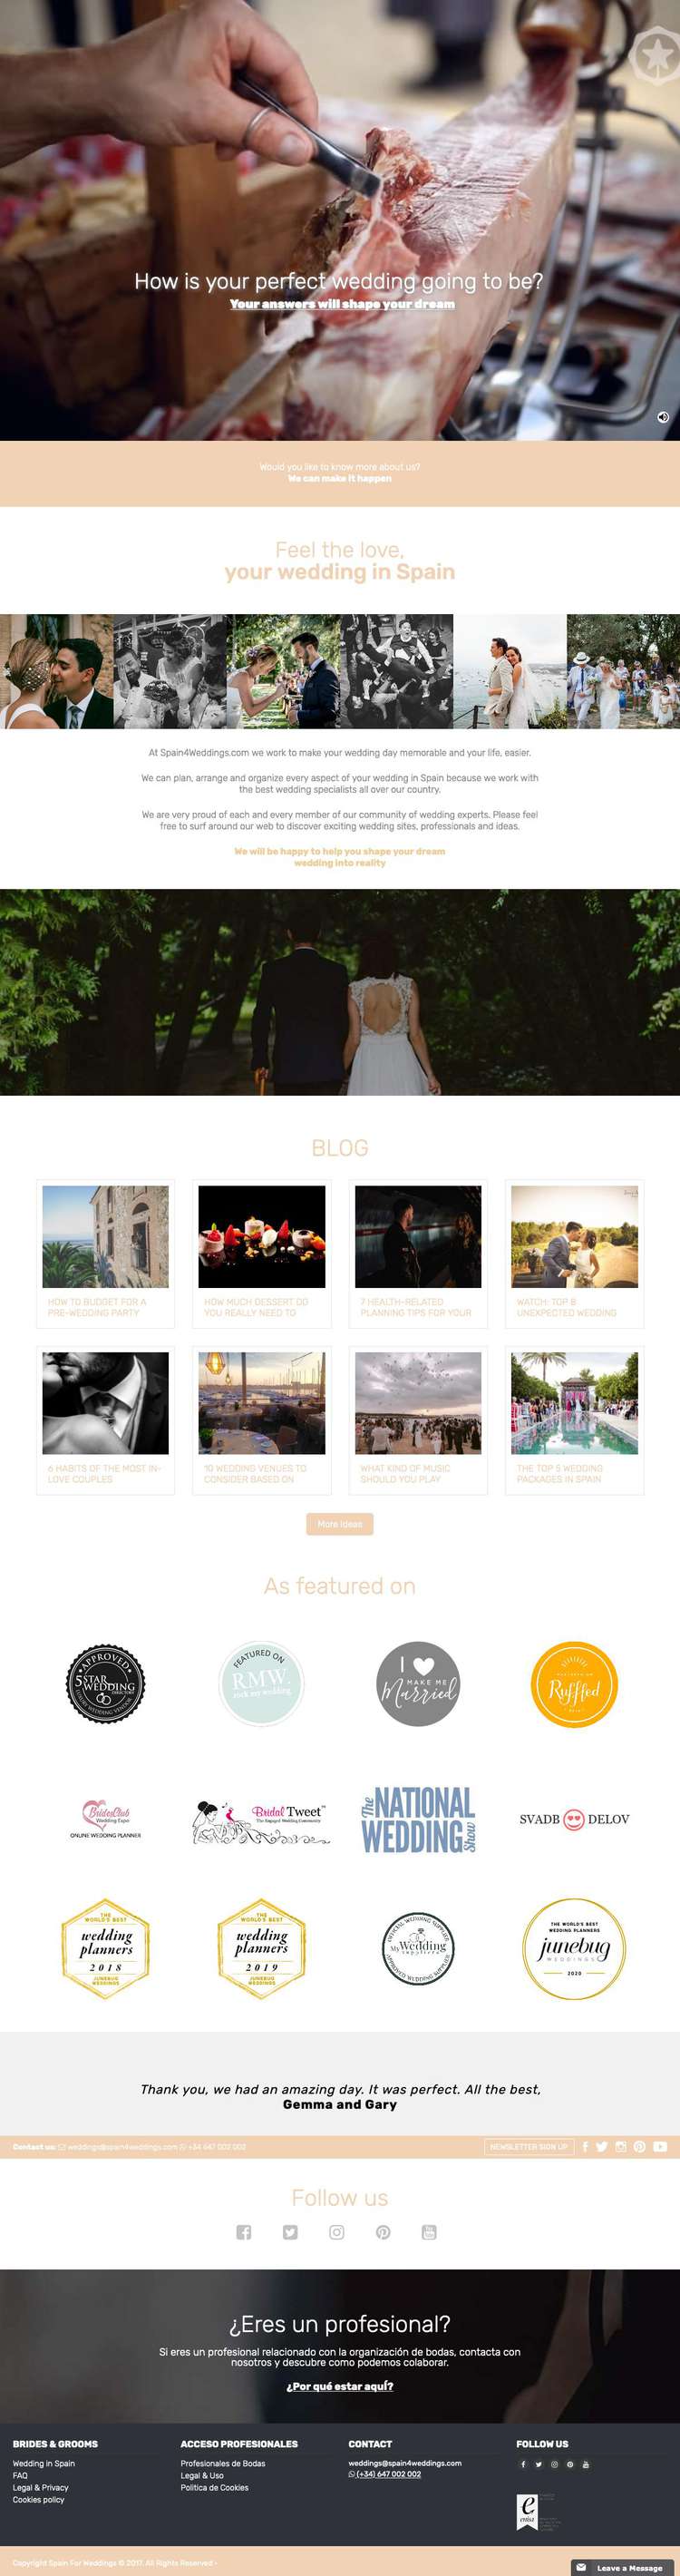 How is your perfect wedding going to be?
Your answers will shape your dream
Would you like to know more about us?
We can make it happen
Feel the love,
your wedding in Spain
At Spain4Weddings.com we work to make your wedding day memorable and your life, easier.
We can plan, arrange and organize every aspect of your wedding in Spain because we work with
the best wedding specialists all over our country.
We are very proud of each and every member of our community of wedding experts. Please feel
free to surf around our web to discover exciting wedding sites, professionals and ideas.
We will be happy to help you shape your dream
wedding into reality
BLOG
HOW TO BUDGET FOR A
PRE-WEDDING PARTY
HOW MUCH DESSERT DO
YOU REALLY NEED TO
7 HEALTH-RELATED
PLANNING TIPS FOR YOUR
WATCH: TOP 8
UNEXPECTED WEDDING
6 HABITS OF THE MOST IN-
LOVE COUPLES
10 WEDDING VENUES TO
CONSIDER BASED ON
WHAT KIND OF MUSIC
SHOULD YOU PLAY
THE TOP 5 WEDDING
PACKAGES IN SPAIN
More Ideas
As featured on
APPROVED
5 STAR
WEDDING
DIRECTORY
LUXURY WEDDING VENDOR
FEATURED ON
RMW.
rock my wedding
I
MAKE ME
Married
Ruffled
BridesClub
Wedding Expo
ONLINE WEDDING PLANNER
Bridal Tweet
The Engaged Wedding Community
The NATIONAL
WEDDING Show
SVADB DELOV
THE
WORLD'S BEST
wedding
planners
2018
JUNEBUG
WEDDINGS
THE
WORLD'S BEST
wedding
planners
2019
JUNEBUG
WEDDINGS
OFFICIAL WEDDING SUPPLIER
My Wedding
suppliers
APPROVED WEDDING SUPPLIER
THE WORLD'S BEST
WEDDING PLANNERS
junebug
WEDDINGS
2020
Thank you, we had an amazing day. It was perfect. All the best,
Gemma and Gary
Contact us: weddings@spain4weddings.com +34 647 002 002
NEWSLETTER SIGN UP
Follow us
¿Eres un profesional?
Si eres un profesional relacionado con la organización de bodas, contacta con
nosotros y descubre como podemos colaborar.
¿Por qué estar aquí?
BRIDES & GROOMS
Wedding in Spain
FAQ
Legal & Privacy
Cookies policy
ACCESO PROFESIONALES
Profesionales de Bodas
Legal & Uso
Política de Cookies
CONTACT
weddings@spain4weddings.com
(+34) 647 002 002
FOLLOW US
e
enisa
Copyright Spain For Weddings © 2017. All Rights Reserved -
Leave a Message